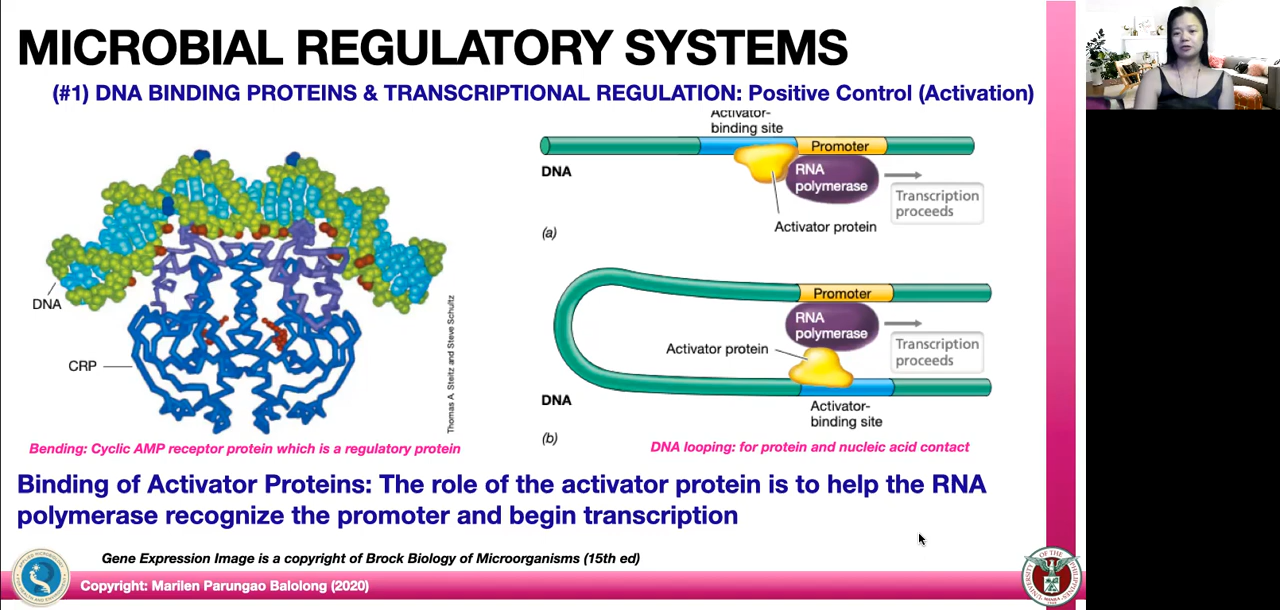 MICROBIAL REGULATORY SYSTEMS
(#1) DNA BINDING PROTEINS & TRANSCRIPTIONAL REGULATION: Positive Control (Activation)
DNA
CRP
Thomas A. Steitz and Steve Schultz
Bending: Cyclic AMP receptor protein which is a regulatory protein
Activator-
binding site
Promoter
DNA
RNA
polymerase
Transcription
proceeds
Activator protein
(a)
Promoter
RNA
polymerase
Activator protein
Transcription
proceeds
DNA
Activator-
binding site
(b)
DNA looping: for protein and nucleic acid contact
Binding of Activator Proteins: The role of the activator protein is to help the RNA
polymerase recognize the promoter and begin transcription
Gene Expression Image is a copyright of Brock Biology of Microorganisms (15th ed)
Copyright: Marilen Parungao Balolong (2020)